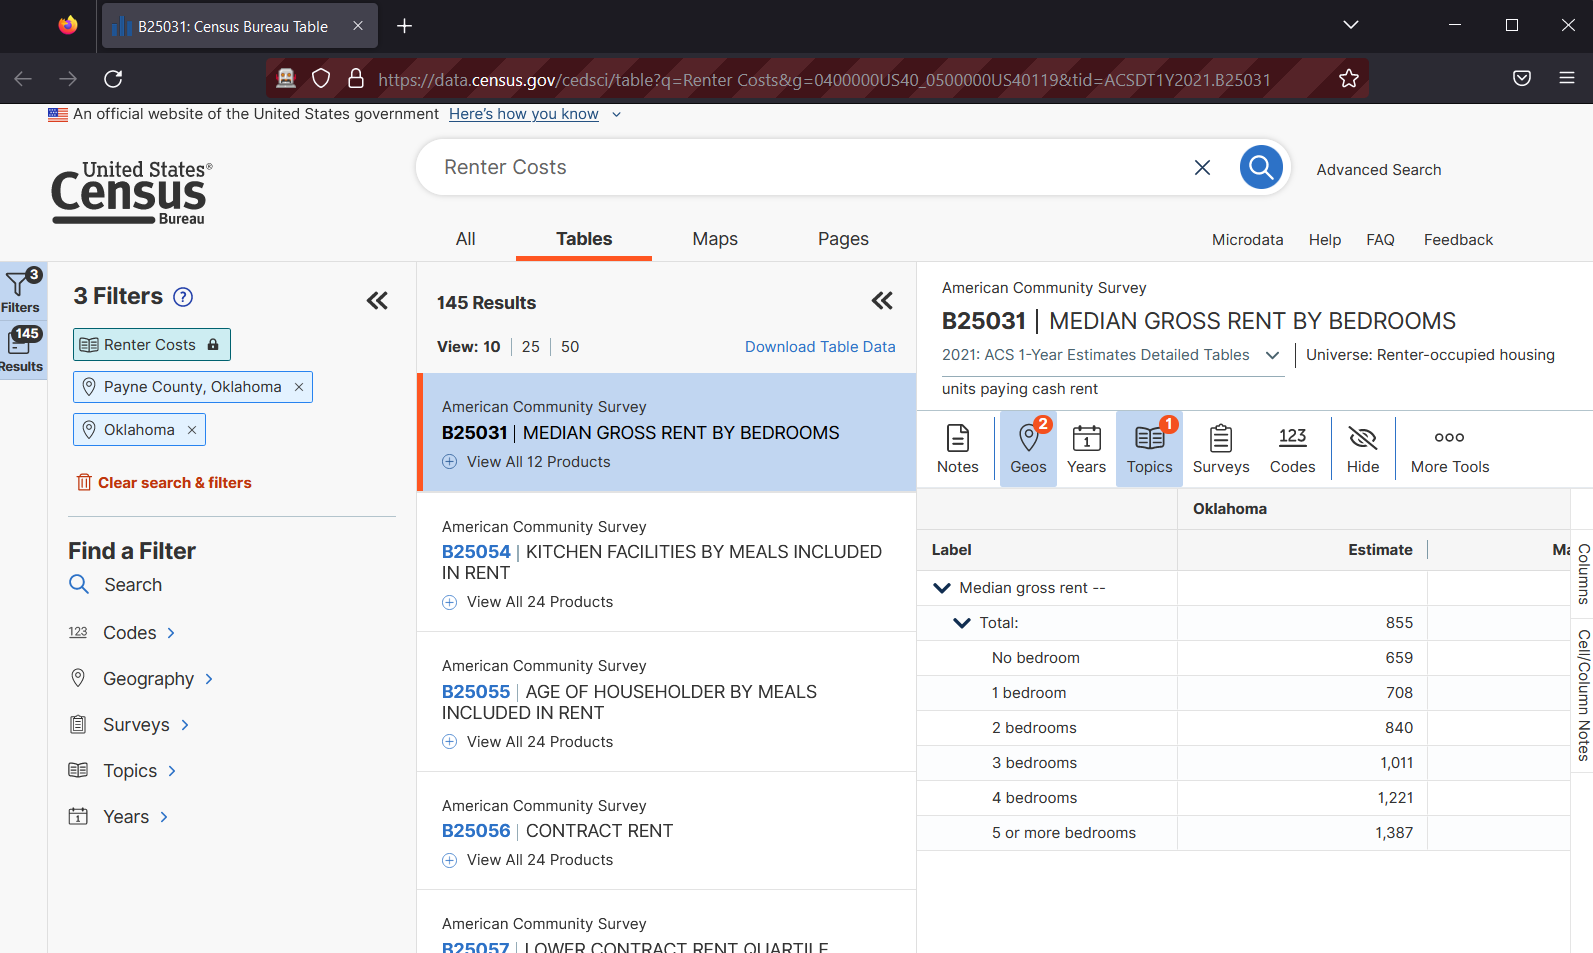 B25031: Census Bureau Table
https://data.census.gov/cedsci/table?q=Renter Costs&g=0400000US40_0500000US40119&tid=ACSDT1Y2021.B25031
An official website of the United States government Here's how you know
United States®
Census
Bureau
Renter Costs
Advanced Search
All Tables Maps Pages
Microdata Help FAQ Feedback
3
Filters
145
Results
3 Filters ?
Renter Costs
Payne County, Oklahoma
Oklahoma
Clear search & filters
Find a Filter
Search
123 Codes
Geography
Surveys
Topics
1 Years
145 Results
View: 10 | 25 | 50 Download Table Data
American Community Survey
B25031 | MEDIAN GROSS RENT BY BEDROOMS
View All 12 Products
American Community Survey
B25054 | KITCHEN FACILITIES BY MEALS INCLUDED
IN RENT
View All 24 Products
American Community Survey
B25055 | AGE OF HOUSEHOLDER BY MEALS
INCLUDED IN RENT
View All 24 Products
American Community Survey
B25056 | CONTRACT RENT
View All 24 Products
American Community Survey
B25057 | LOWER CONTRACT RENT QUARTILE
American Community Survey
B25031 | MEDIAN GROSS RENT BY BEDROOMS
2021: ACS 1-Year Estimates Detailed Tables | Universe: Renter-occupied housing
units paying cash rent
2 1 1 123
Notes Geos Years Topics Surveys Codes Hide More Tools
Oklahoma
Label Estimate Ma
Median gross rent --
Total: 855
No bedroom 659
1 bedroom 708
2 bedrooms 840
3 bedrooms 1,011
4 bedrooms 1,221
5 or more bedrooms 1,387
Columns
Cell/Column Notes